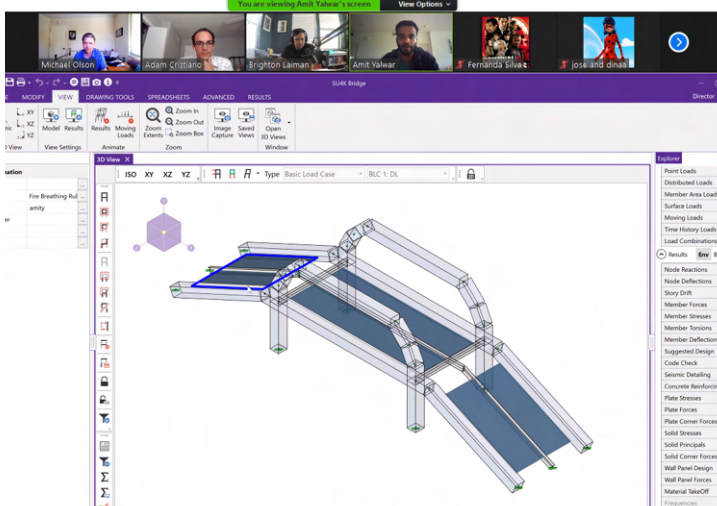 You are viewing Amit Yalwar's screen
View Options
Michael Olson
Adam Cristiano
Brighton Laiman
Amit Yalwar
Fernanda Silva
jose and dinaa
SU4K Bridge
MODIFY
VIEW
DRAWING TOOLS
SPREADSHEETS
ADVANCED
RESULTS
Director
XY
XZ
YZ
Model
Results
View Settings
Results
Moving Loads
Animate
Zoom Extents
Zoom In
Zoom Out
Zoom Box
Zoom
Image Capture
Saved Views
Open 3D Views
Window
3D View
ISO
XY
XZ
YZ
Type
Basic Load Case
BLC 1: DL
Fire Breathing Rul
amity
Explorer
Point Loads
Distributed Loads
Member Area Load
Surface Loads
Moving Loads
Time History Loads
Load Combinations
Results
Env
B
Node Reactions
Node Deflections
Story Drift
Member Forces
Member Stresses
Member Torsions
Member Deflection
Suggested Design
Code Check
Seismic Detailing
Concrete Reinforcin
Plate Stresses
Plate Forces
Plate Corner Forces
Solid Stresses
Solid Principals
Solid Corner Forces
Wall Panel Design
Wall Panel Forces
Material TakeOff
Frequencies